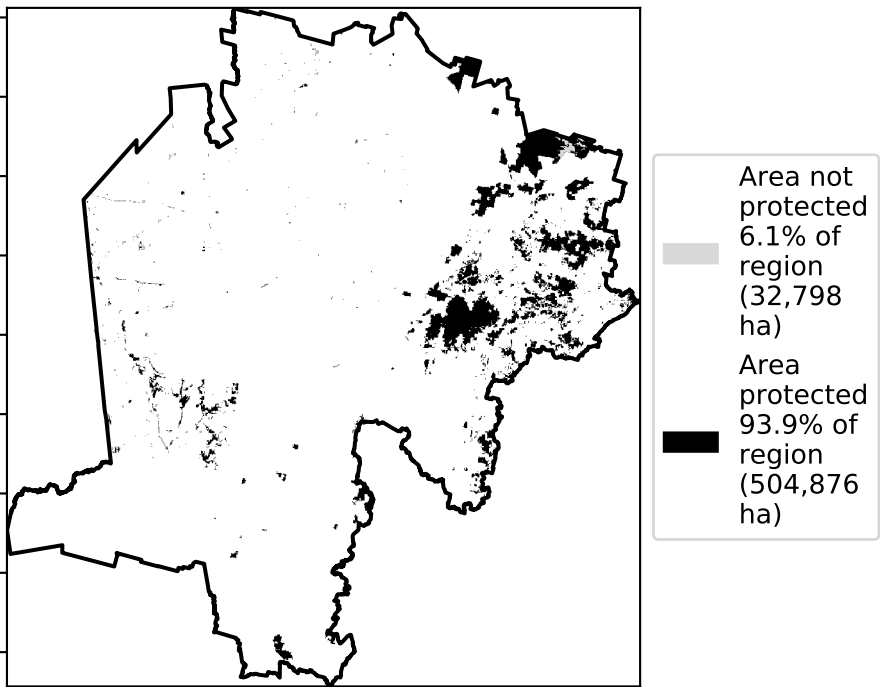 Area not
protected
6.1% of
region
(32,798
ha)
Area
protected
93.9% of
region
(504,876
ha)